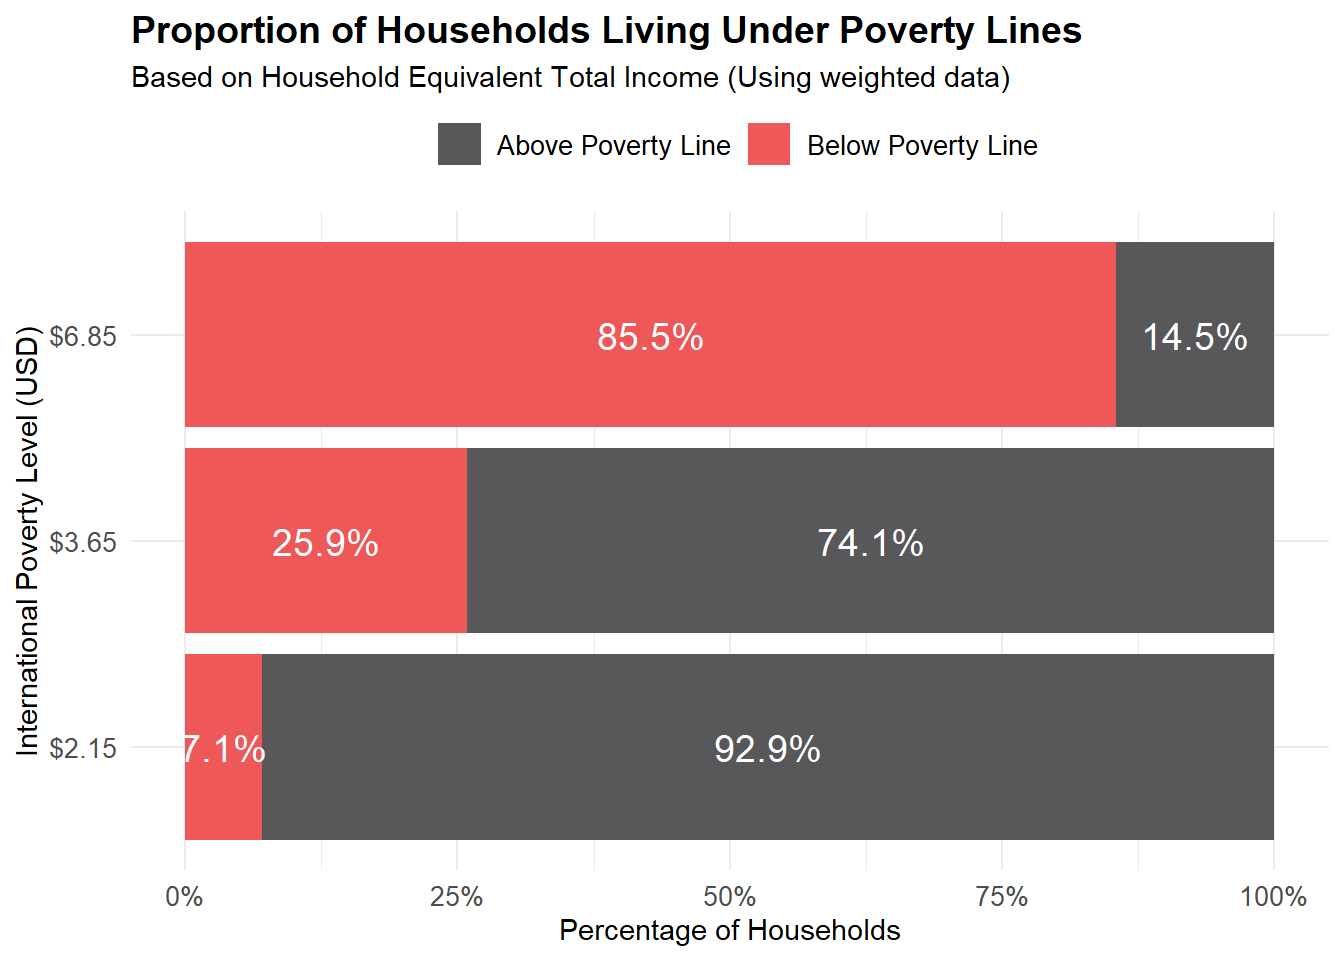 Proportion of Households Living Under Poverty Lines
Based on Household Equivalent Total Income (Using weighted data)
Above Poverty Line Below Poverty Line
International Poverty Level (USD)
$6.85 85.5% 14.5%
$3.65 25.9% 74.1%
$2.15 7.1% 92.9%
0% 25% 50% 75% 100%
Percentage of Households